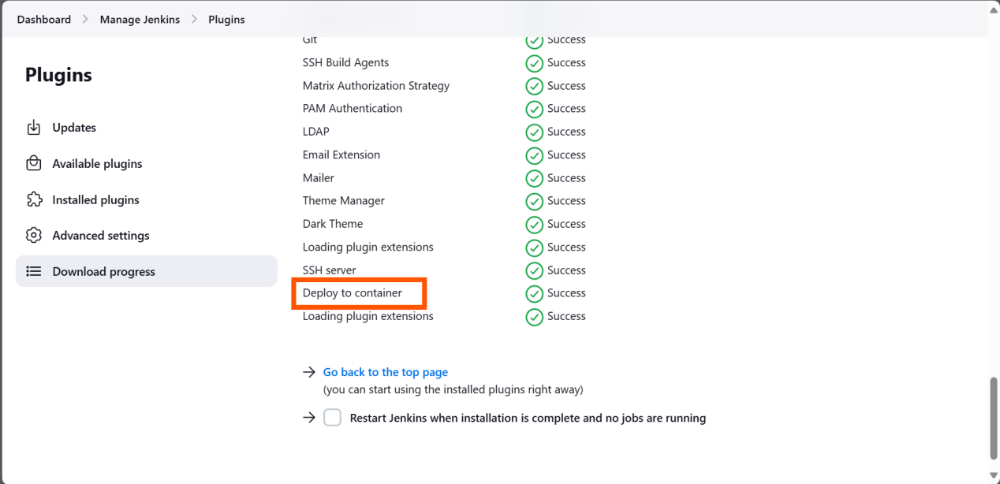 Dashboard > Manage Jenkins > Plugins
Plugins
Updates
Available plugins
Installed plugins
Advanced settings
Download progress
Git Success
SSH Build Agents Success
Matrix Authorization Strategy Success
PAM Authentication Success
LDAP Success
Email Extension Success
Mailer Success
Theme Manager Success
Dark Theme Success
Loading plugin extensions Success
SSH server Success
Deploy to container Success
Loading plugin extensions Success
Go back to the top page
(you can start using the installed plugins right away)
Restart Jenkins when installation is complete and no jobs are running